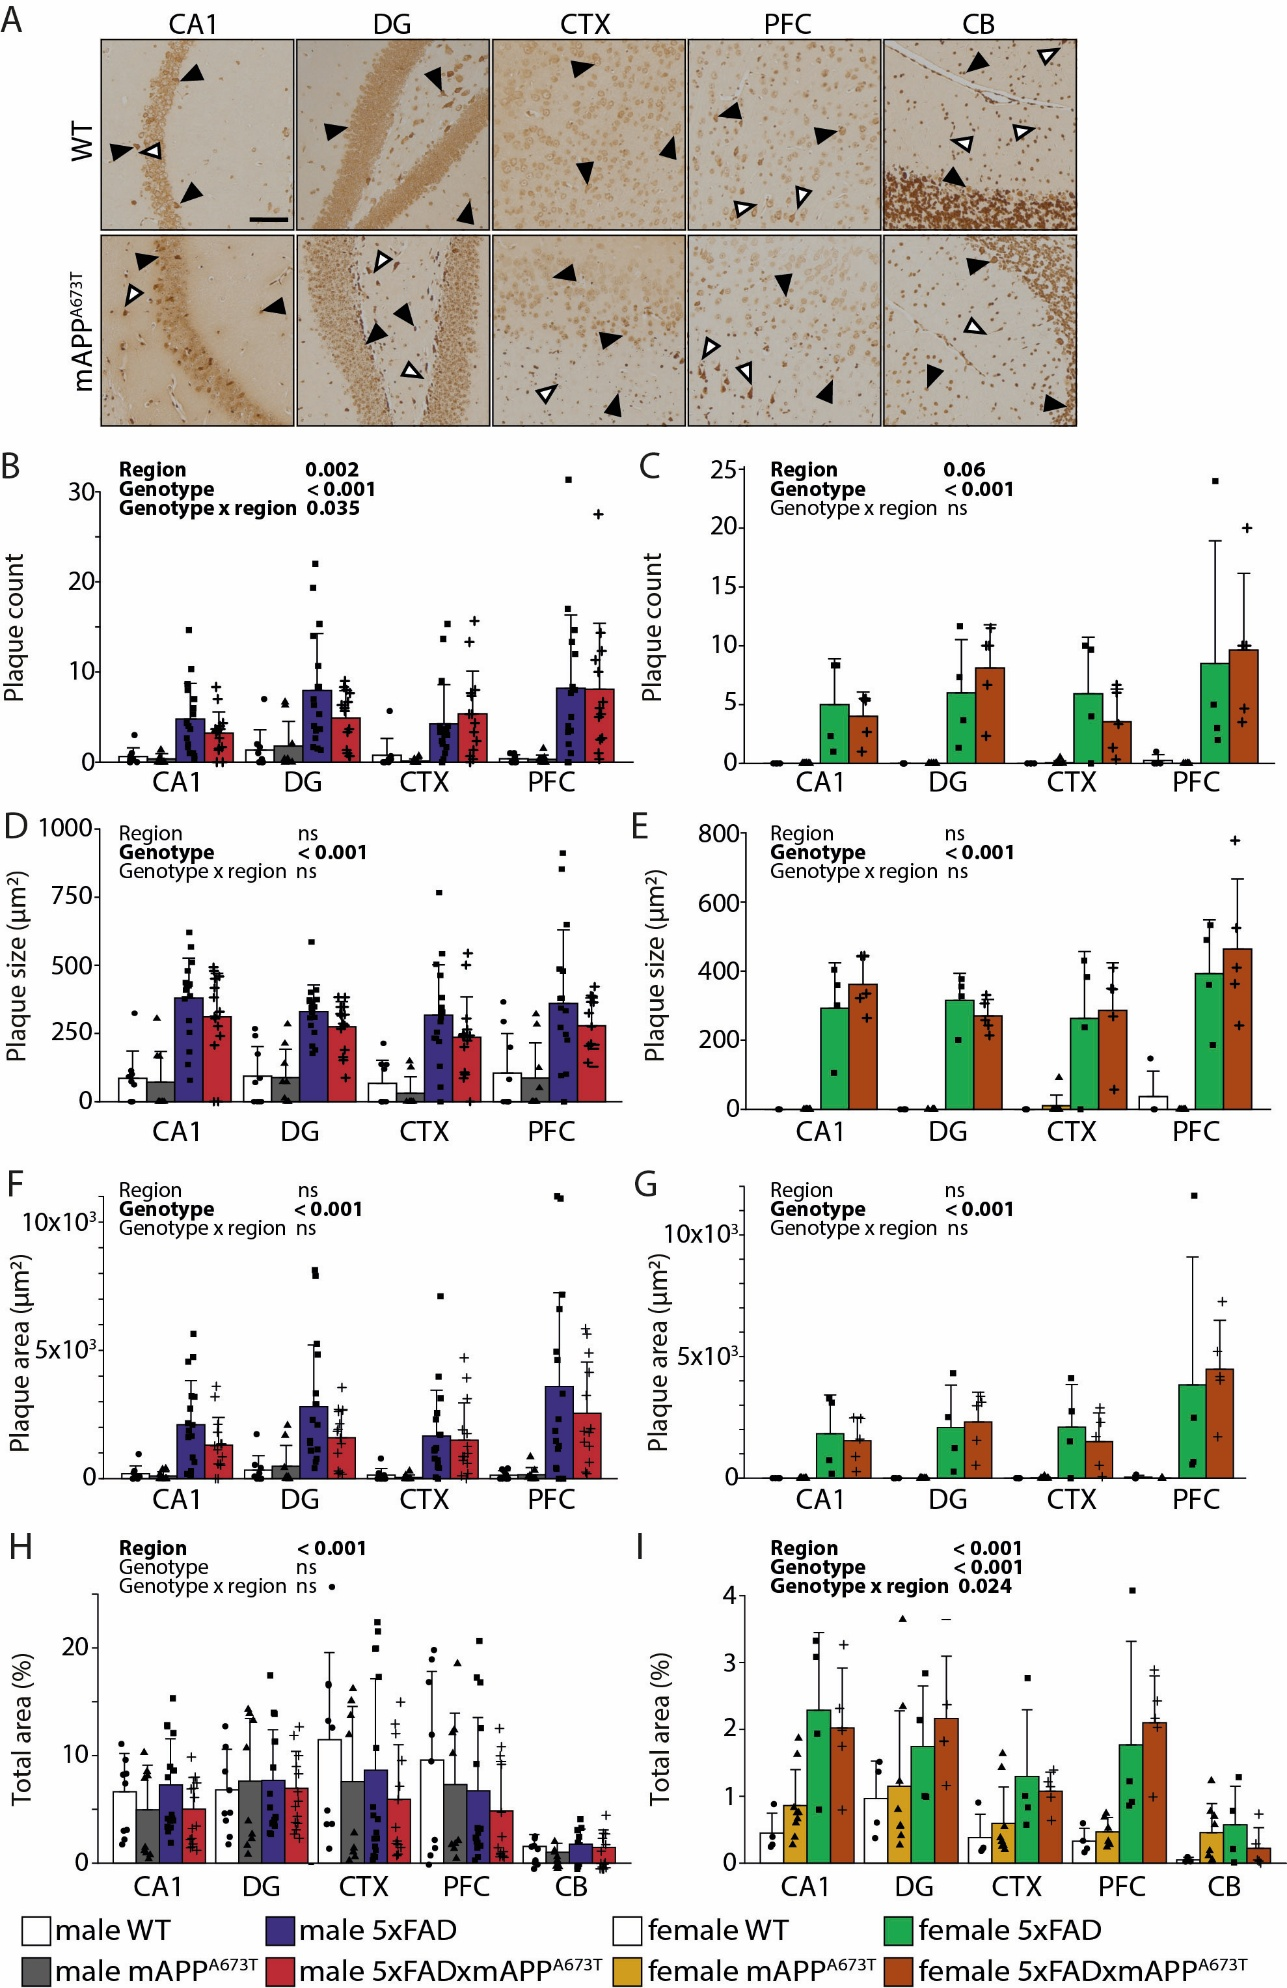 A
CA1 DG CTX PFC CB
WT
mAPPA673T
B
Region 0.002
Genotype < 0.001
Genotype x region 0.035
Plaque count
30
20
10
0
CA1 DG CTX PFC
C
Region 0.06
Genotype < 0.001
Genotype x region ns
Plaque count
25
20
15
10
5
0
CA1 DG CTX PFC
D
Region ns
Genotype < 0.001
Genotype x region ns
Plaque size (µm²)
1000
750
500
250
0
CA1 DG CTX PFC
E
Region ns
Genotype < 0.001
Genotype x region ns
Plaque size (µm²)
800
600
400
200
0
CA1 DG CTX PFC
F
Region ns
Genotype < 0.001
Genotype x region ns
Plaque area (µm²)
10x10³
5x10³
0
CA1 DG CTX PFC
G
Region ns
Genotype < 0.001
Genotype x region ns
Plaque area (µm²)
10x10³
5x10³
0
CA1 DG CTX PFC
H
Region < 0.001
Genotype ns
Genotype x region ns
Total area (%)
20
10
0
CA1 DG CTX PFC CB
I
Region < 0.001
Genotype < 0.001
Genotype x region 0.024
Total area (%)
4
3
2
1
0
CA1 DG CTX PFC CB
male WT male 5xFAD female WT female 5xFAD
male mAPPA673T male 5xFADxmAPPA673T female mAPPA673T female 5xFADxmAPPA673T